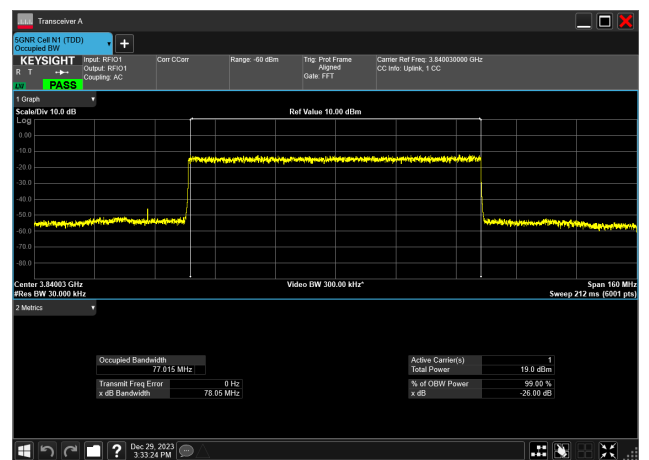 Transceiver A
5GNR Cell N1 (TDD)
Occupied BW
KEYSIGHT Input: RFIO1 Corr CCorr Range: -60 dBm Trig: Prot Frame Carrier Ref Freq: 3.840030000 GHz
R T Output: RFIO1 Aligned CC Info: Uplink, 1 CC
Coupling: AC Gate: FFT
LV PASS
1 Graph
Scale/Div 10.0 dB Ref Value 10.00 dBm
Log
0.00
-10.0
-20.0
-30.0
-40.0
-50.0
-60.0
-70.0
-80.0
Center 3.84003 GHz Video BW 300.00 kHz* Span 160 MHz
#Res BW 30.000 kHz Sweep 212 ms (6001 pts)
2 Metrics
Occupied Bandwidth Active Carrier(s) 1
77.015 MHz Total Power 19.0 dBm
Transmit Freq Error 0 Hz % of OBW Power 99.00 %
x dB Bandwidth 78.05 MHz x dB -26.00 dB
Dec 29, 2023
3:33:24 PM